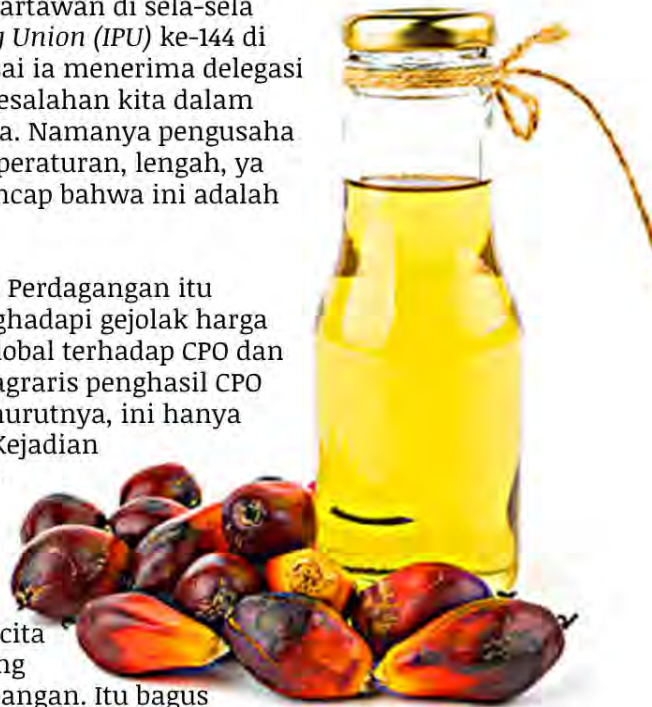 artawan di sela-sela
g Union (IPU) ke-144 di
sai ia menerima delegasi
esalahan kita dalam
a. Namanya pengusaha
peraturan, lengah, ya
ncap bahwa ini adalah
Perdagangan itu
ghadapi gejolak harga
lobal terhadap CPO dan
agraris penghasil CPO
nurutnya, ini hanya
Kejadian
cita
ng
angan. Itu bagus